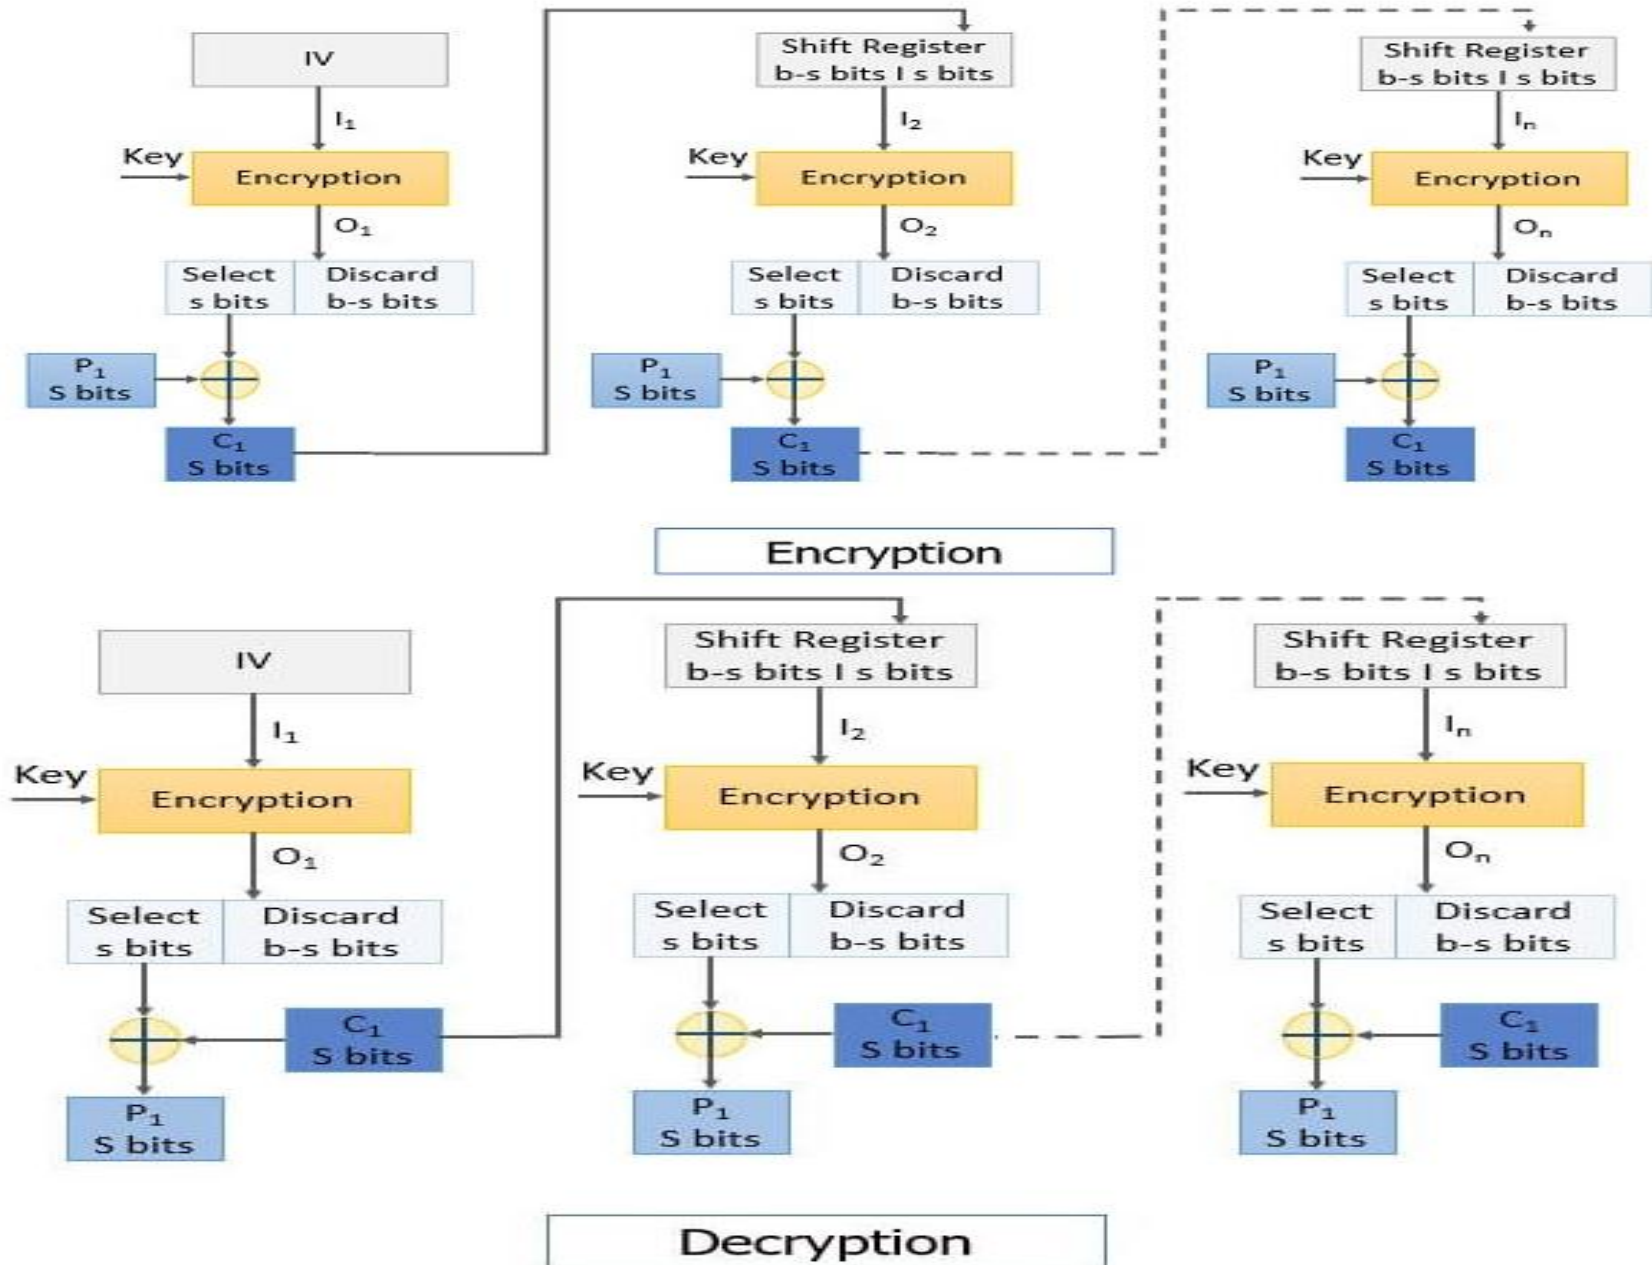 IV
Shift Register
b-s bits I s bits
Shift Register
b-s bits I s bits
I₁
I₂
Iₙ
Key
Encryption
Key
Encryption
Key
Encryption
O₁
O₂
Oₙ
Select
s bits
Discard
b-s bits
Select
s bits
Discard
b-s bits
Select
s bits
Discard
b-s bits
P₁
S bits
P₁
S bits
P₁
S bits
C₁
S bits
C₁
S bits
C₁
S bits
Encryption
IV
Shift Register
b-s bits I s bits
Shift Register
b-s bits I s bits
I₁
I₂
Iₙ
Key
Encryption
Key
Encryption
Key
Encryption
O₁
O₂
Oₙ
Select
s bits
Discard
b-s bits
Select
s bits
Discard
b-s bits
Select
s bits
Discard
b-s bits
C₁
S bits
C₁
S bits
C₁
S bits
P₁
S bits
P₁
S bits
P₁
S bits
Decryption